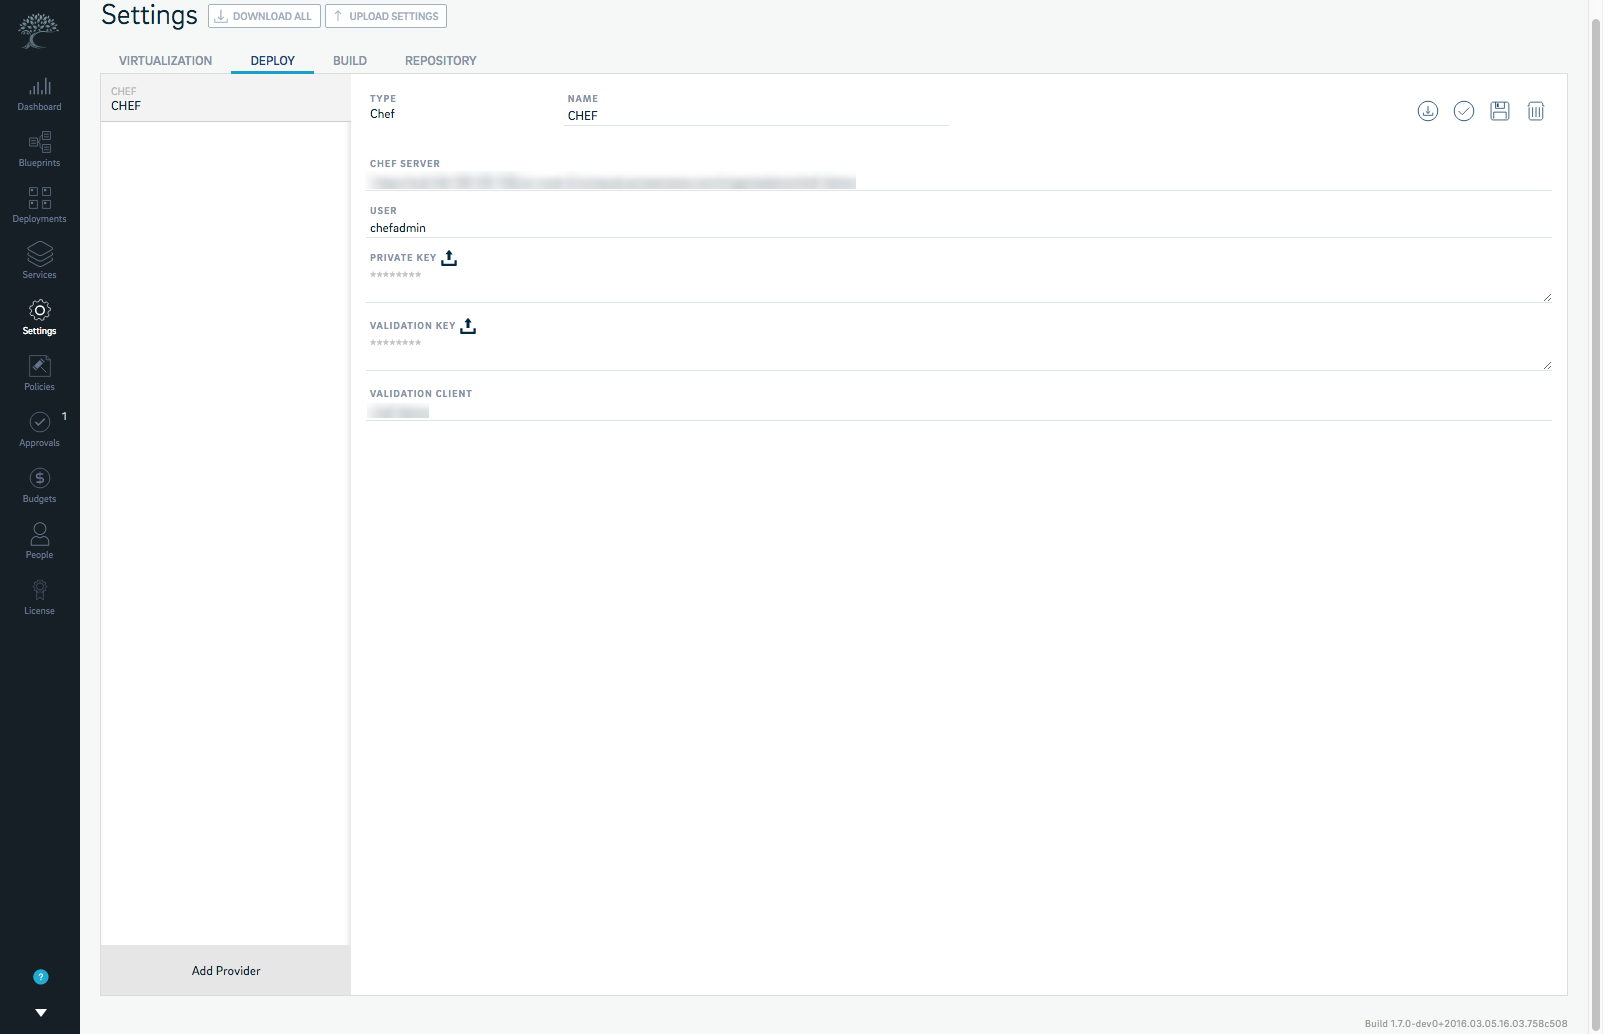 Settings
DOWNLOAD ALL
UPLOAD SETTINGS
VIRTUALIZATION
DEPLOY
BUILD
REPOSITORY
Dashboard
Blueprints
Deployments
Services
Settings
Policies
1
Approvals
$
Budgets
People
License
?
CHEF
CHEF
Add Provider
TYPE
Chef
NAME
CHEF
CHEF SERVER
USER
chefadmin
PRIVATE KEY
********
VALIDATION KEY
********
VALIDATION CLIENT
Build 1.7.0-dev0+2016.03.05.16.03.758c508